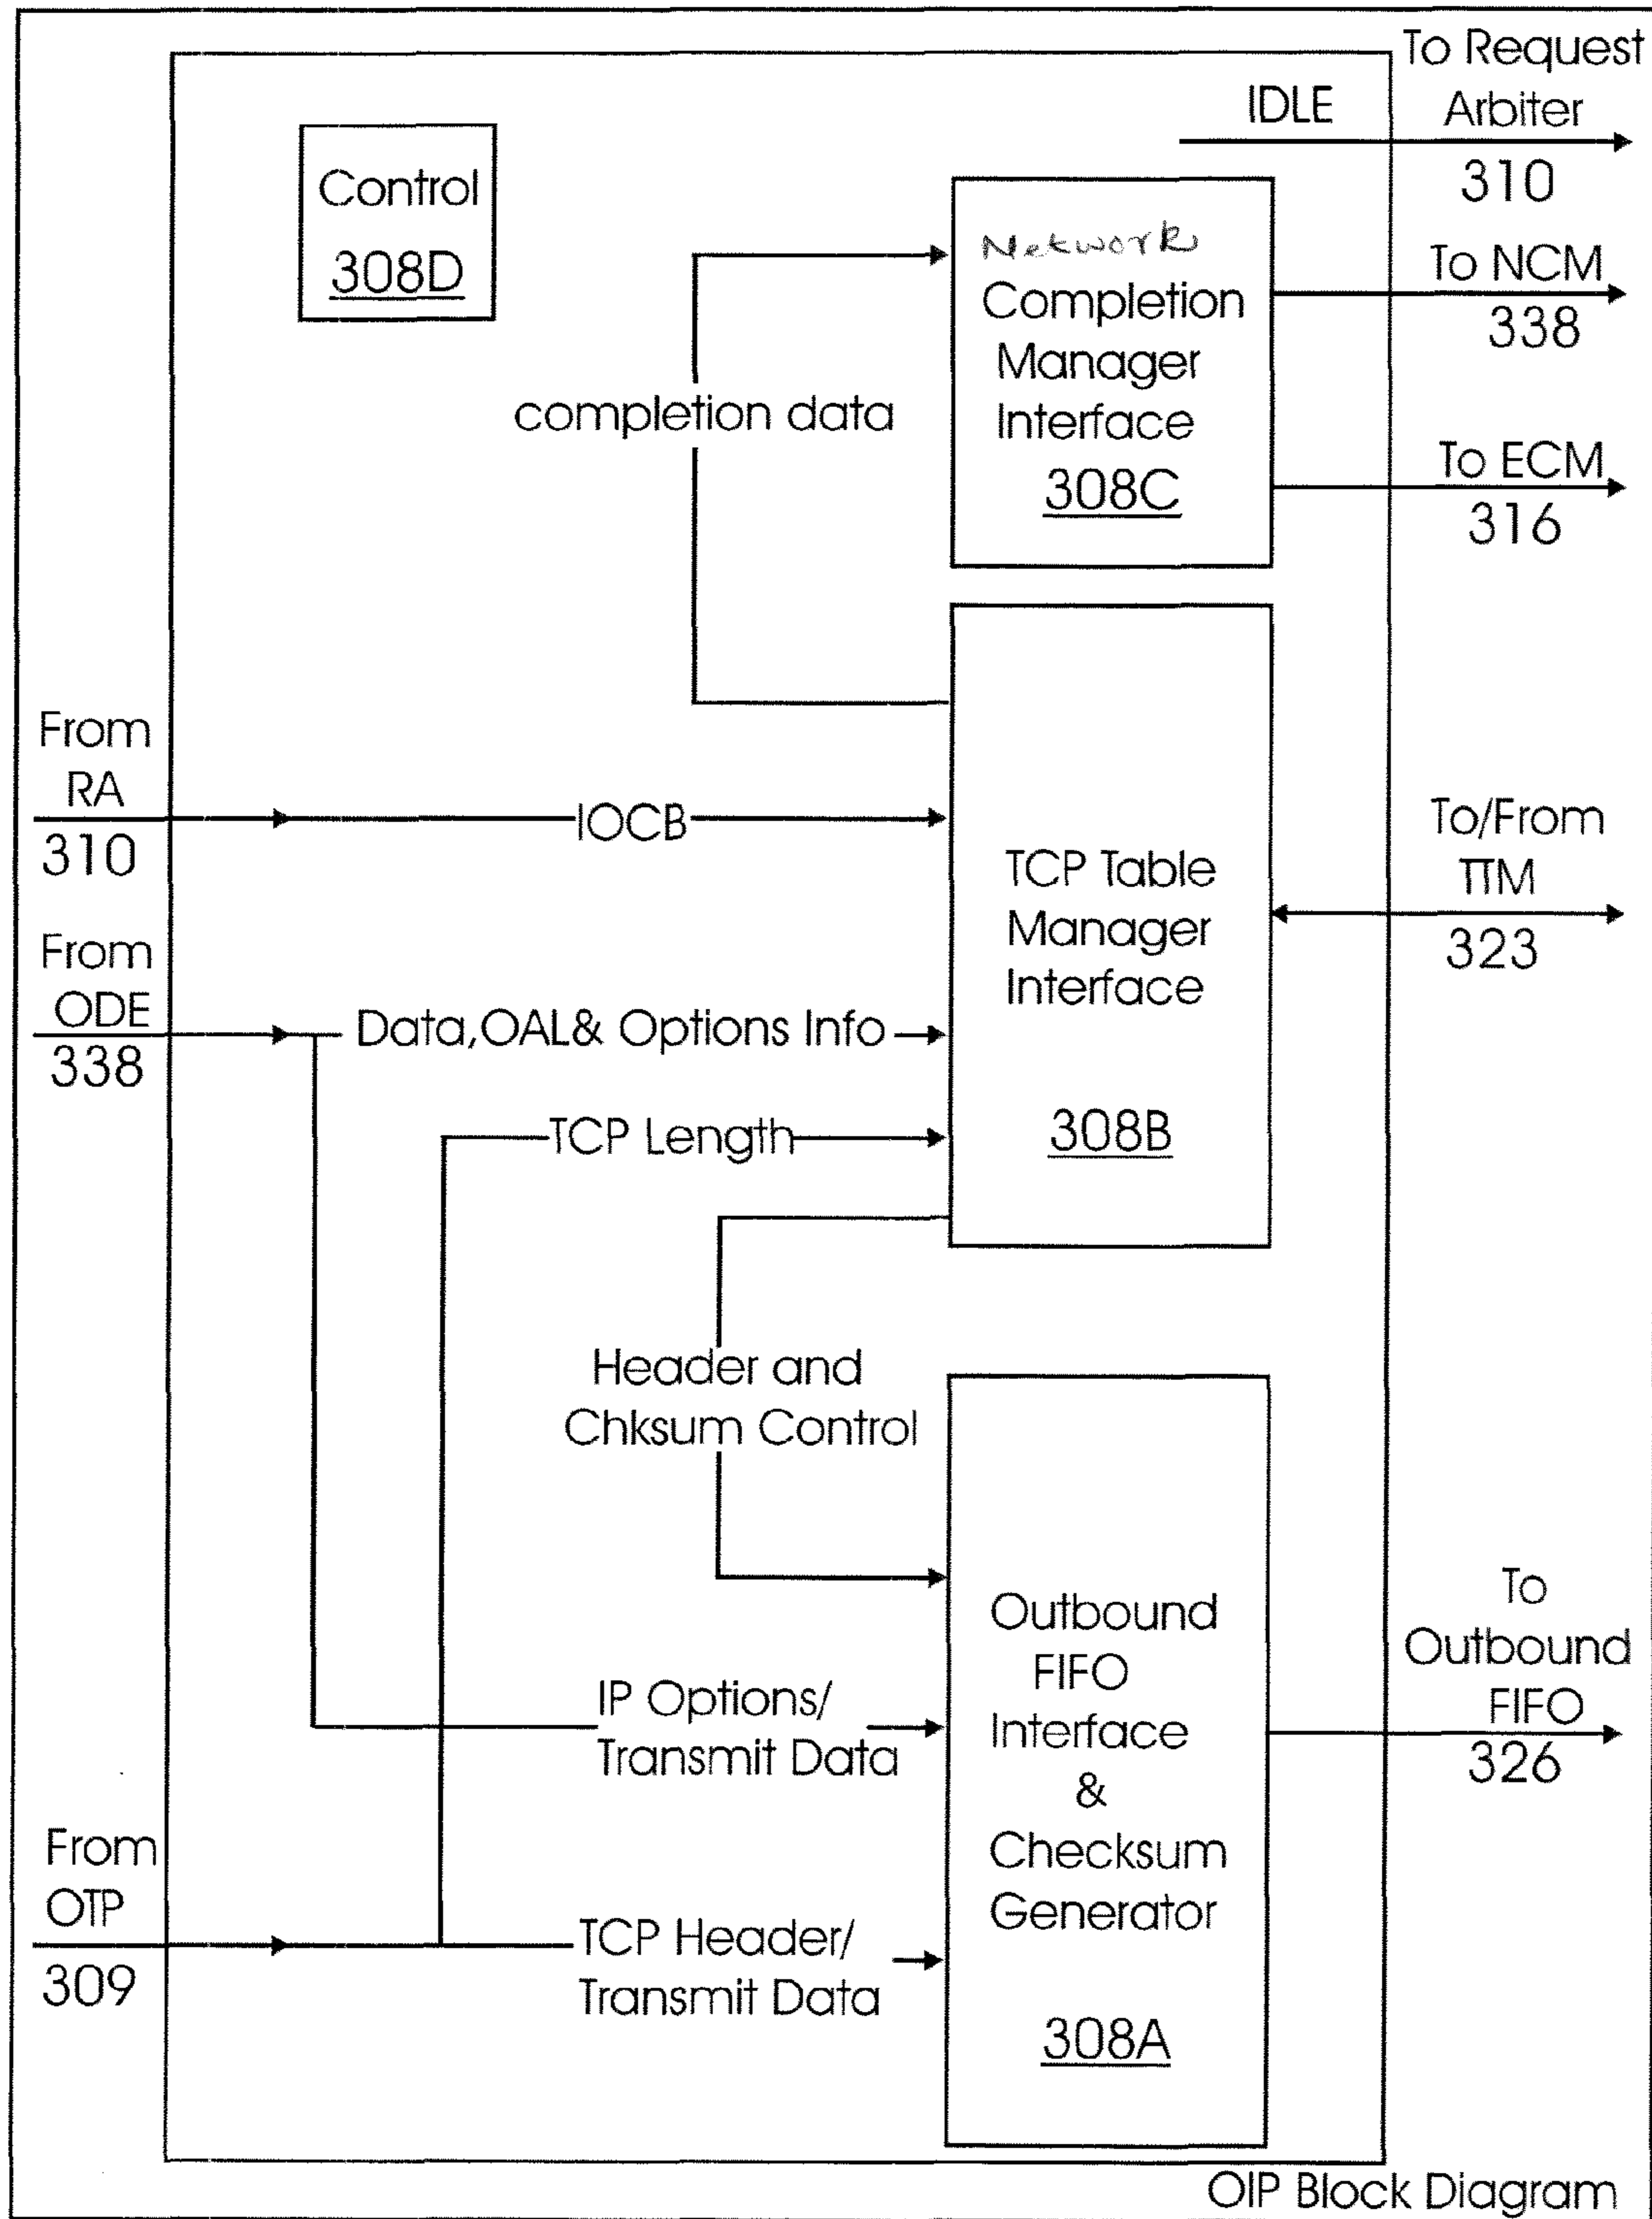 To Request
Arbiter
310
IDLE
Control
308D
Network
Completion
Manager
Interface
308C
To NCM
338
To ECM
316
completion data
From
RA
310
IOCB
TCP Table
Manager
Interface
308B
To/From
TTM
323
From
ODE
338
Data,OAL& Options Info
TCP Length
Header and
Chksum Control
Outbound
FIFO
Interface
&
Checksum
Generator
308A
To
Outbound
FIFO
326
IP Options/
Transmit Data
From
OTP
309
TCP Header/
Transmit Data
OIP Block Diagram